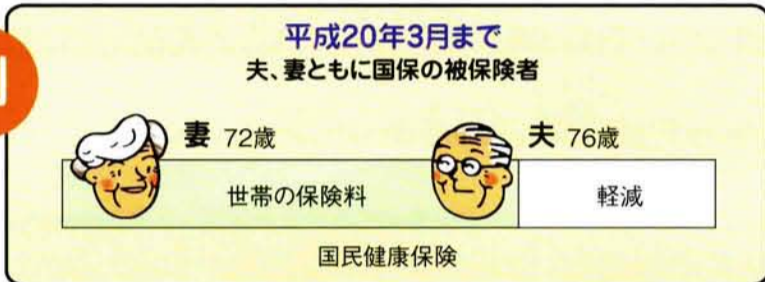 平成20年3月まで
夫、妻ともに国保の被保険者
妻 72歳
夫 76歳
世帯の保険料
軽減
国民健康保険